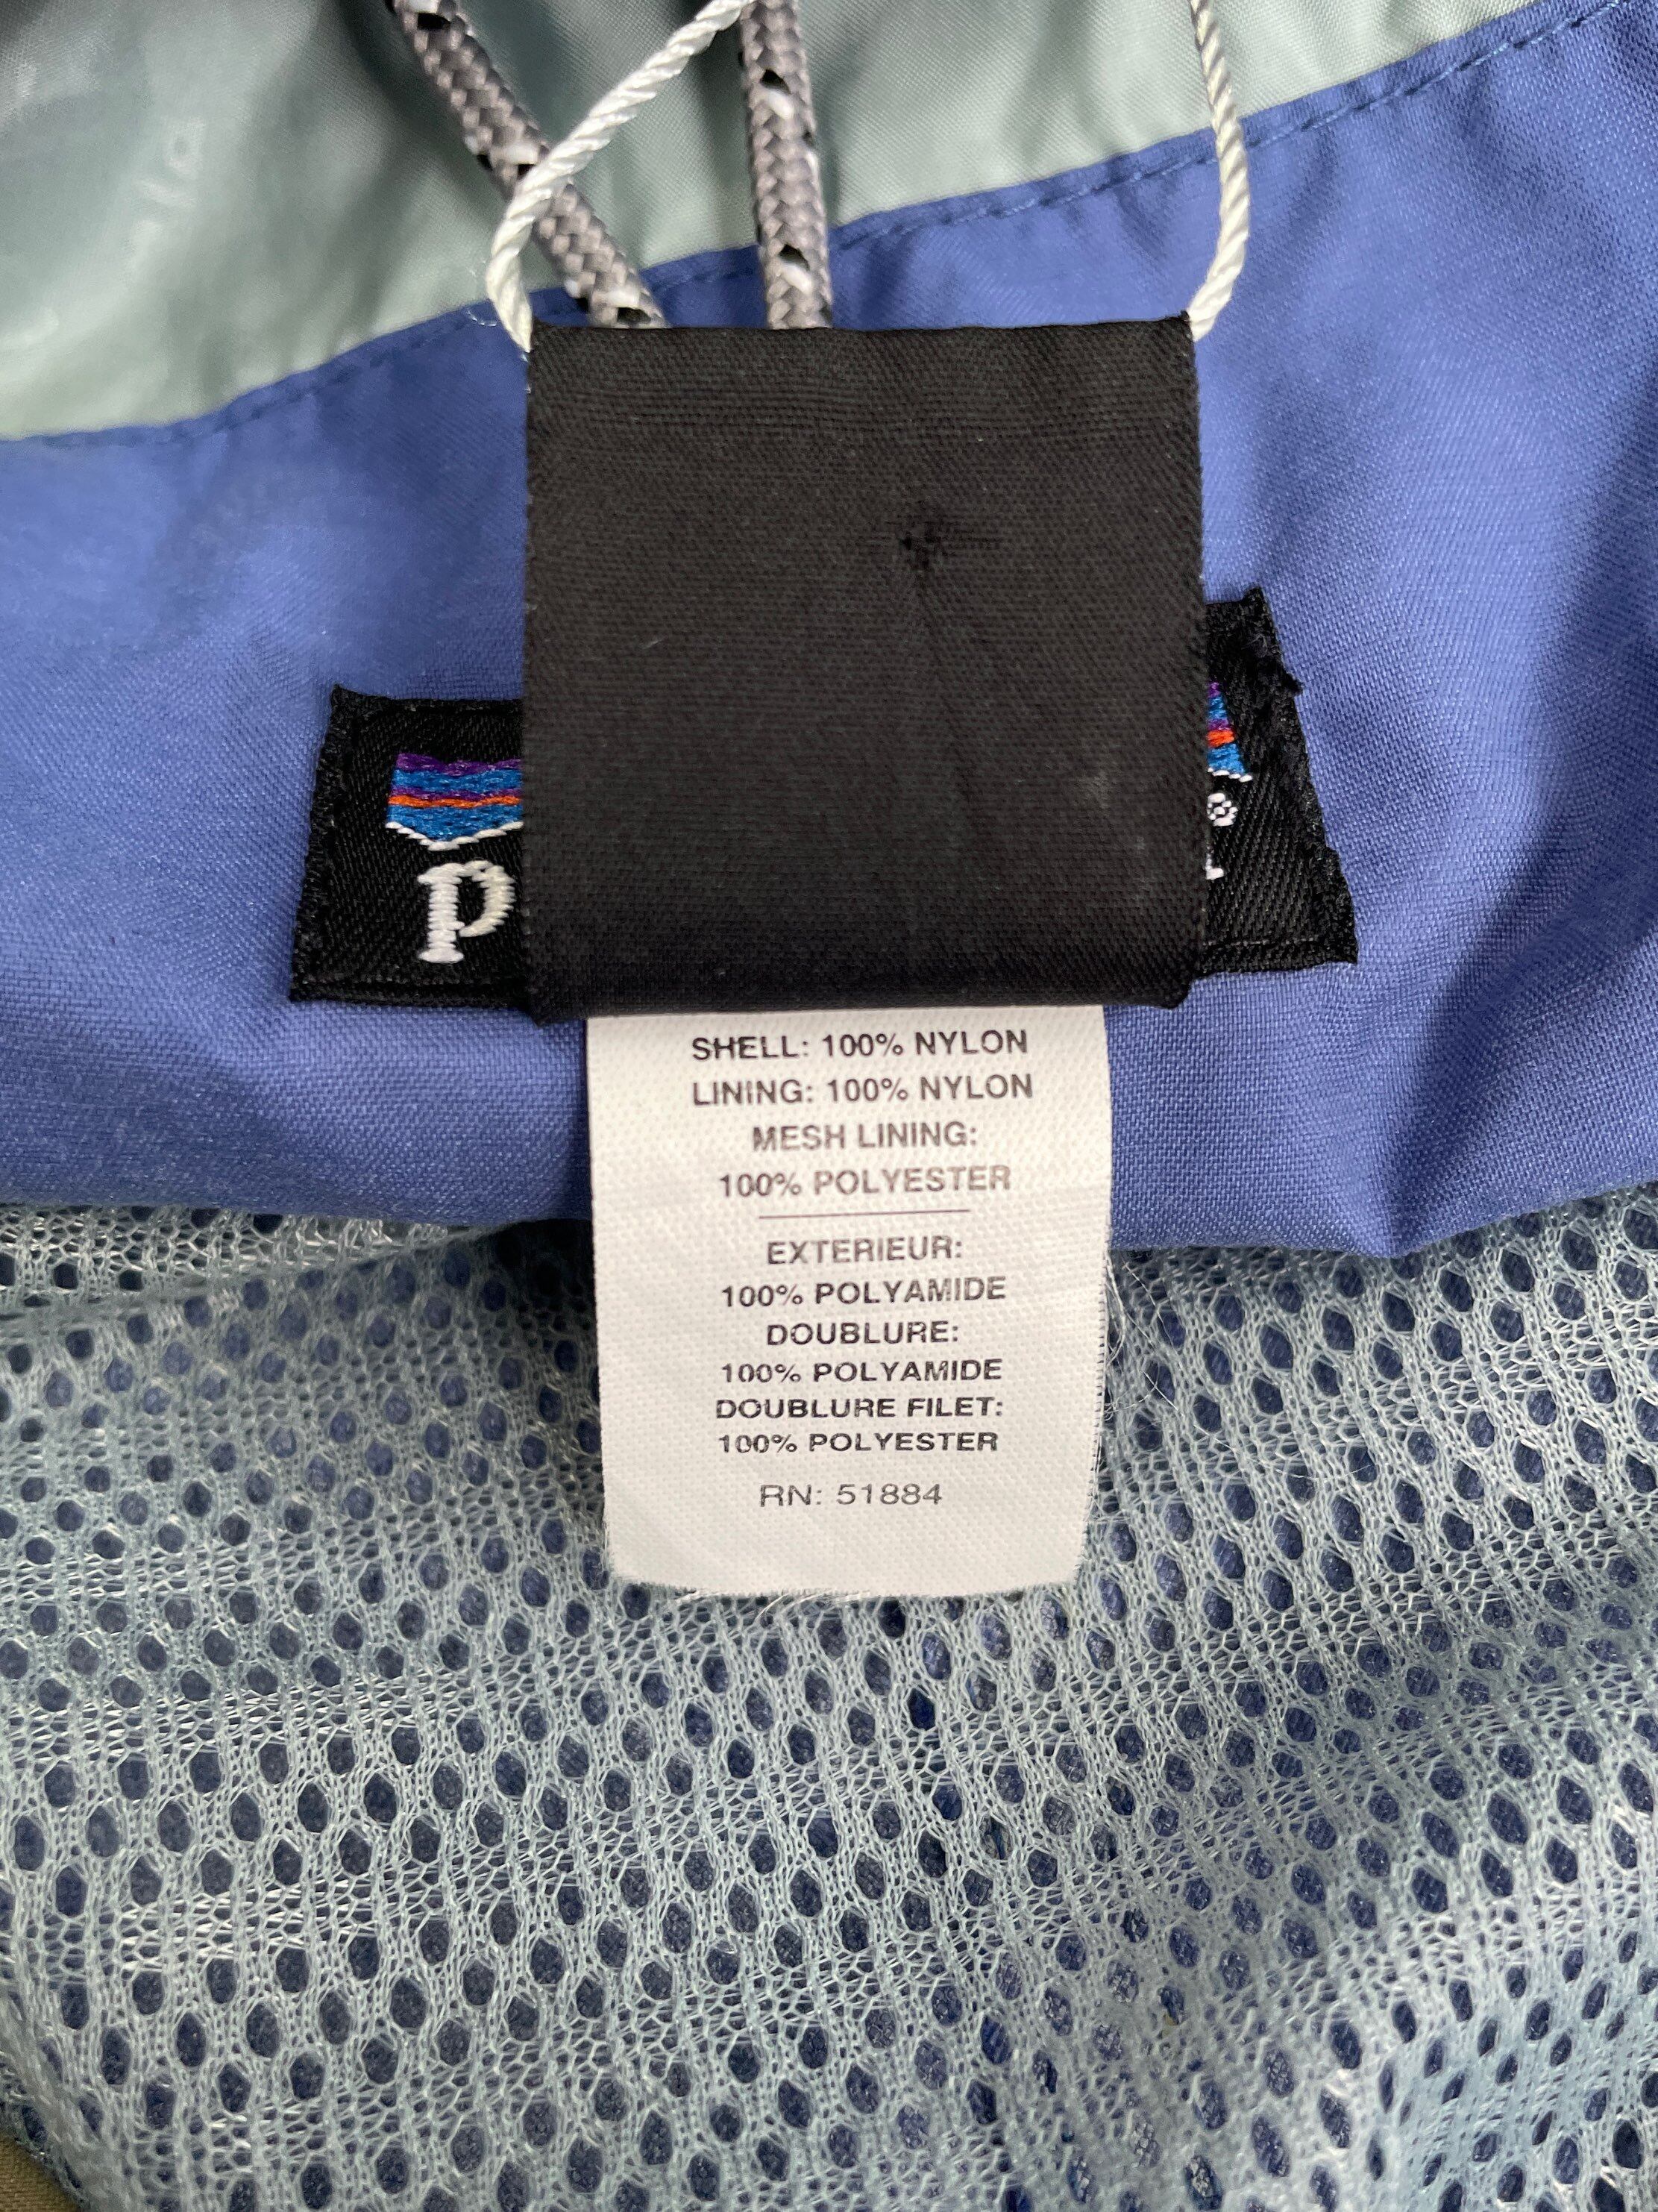 p
®
SHELL: 100% NYLON
LINING: 100% NYLON
MESH LINING:
100% POLYESTER
EXTERIEUR:
100% POLYAMIDE
DOUBLURE:
100% POLYAMIDE
DOUBLURE FILET:
100% POLYESTER
RN: 51884